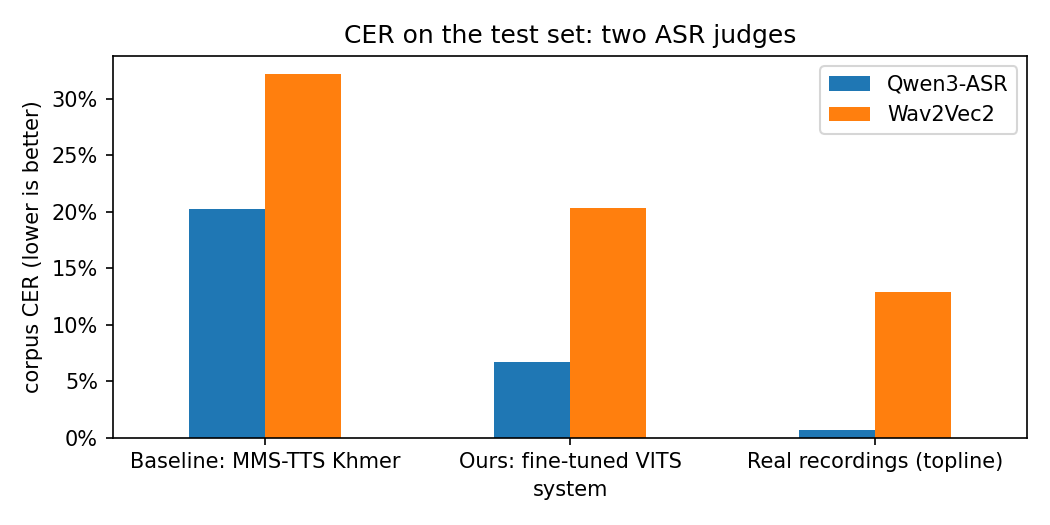 CER on the test set: two ASR judges
Qwen3-ASR
Wav2Vec2
corpus CER (lower is better)
30%
25%
20%
15%
10%
5%
0%
Baseline: MMS-TTS Khmer
Ours: fine-tuned VITS
Real recordings (topline)
system